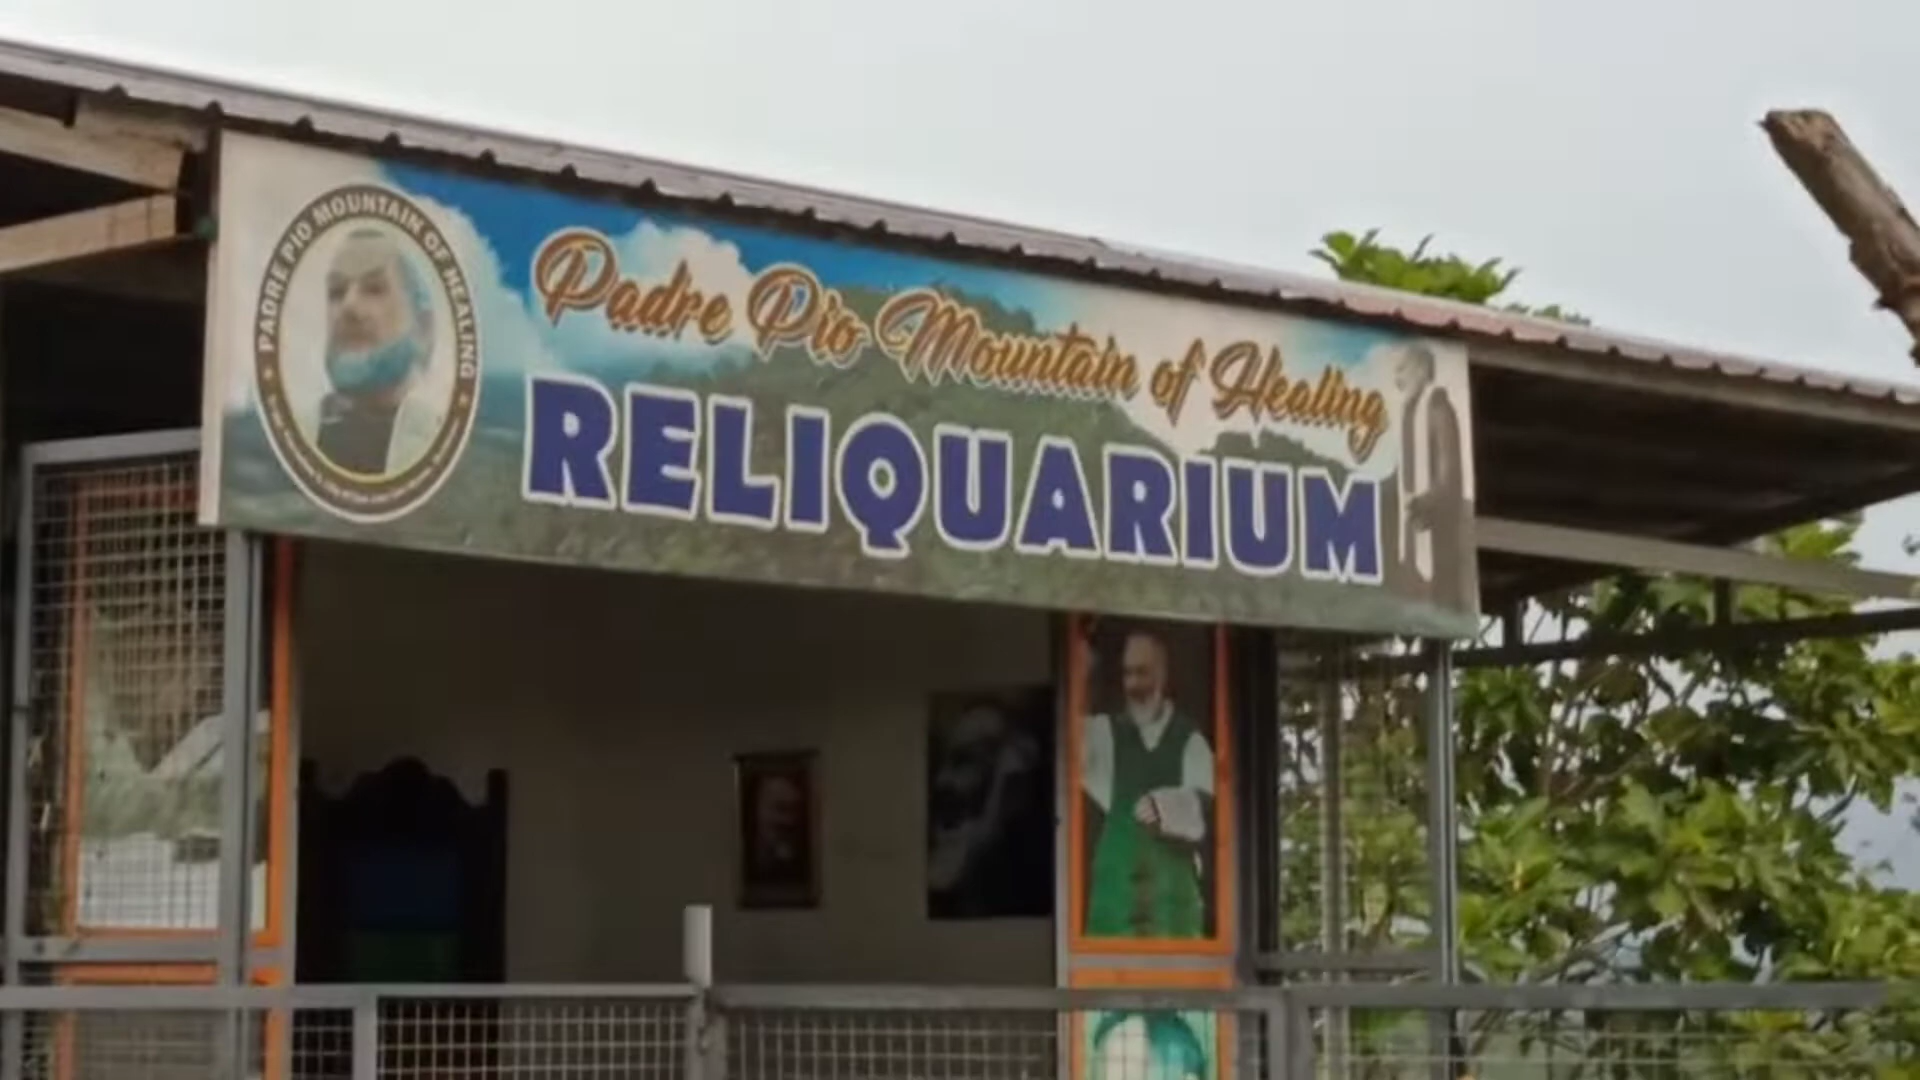 PADRE PIO MOUNTAIN OF HEALING
Padre Pio Mountain of Healing
RELIQUARIUM